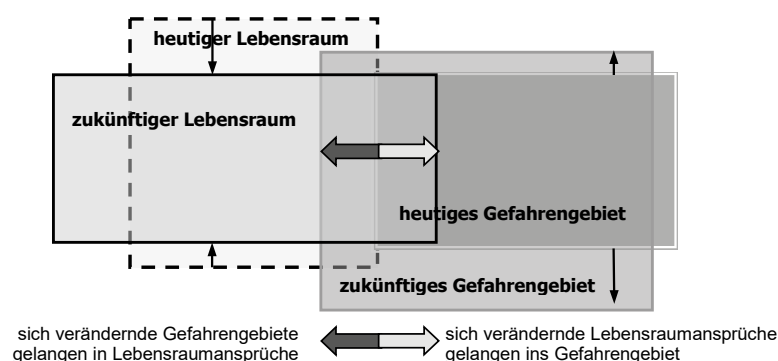 heutiger Lebensraum
zukünftiger Lebensraum
heutiges Gefahrengebiet
zukünftiges Gefahrengebiet
sich verändernde Gefahrengebiete
gelangen in Lebensraumansprüche
sich verändernde Lebensraumansprüche
gelangen ins Gefahrengebiet